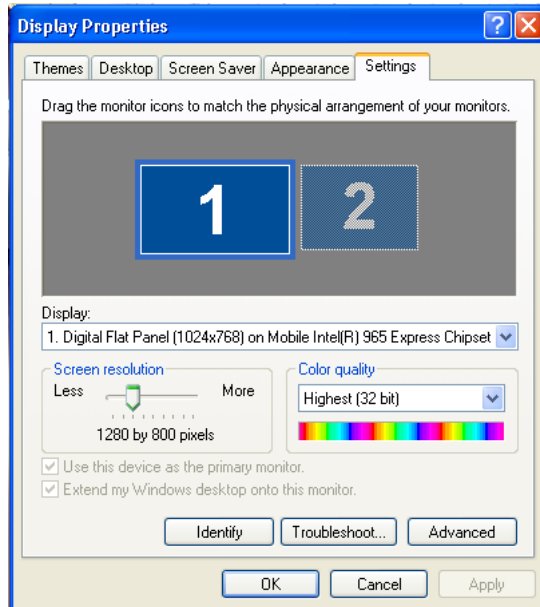 Display Properties
Themes Desktop Screen Saver Appearance Settings
Drag the monitor icons to match the physical arrangement of your monitors.
1 2
Display:
1. Digital Flat Panel (1024x768) on Mobile Intel(R) 965 Express Chipset
Screen resolution
Less More
1280 by 800 pixels
Color quality
Highest (32 bit)
Use this device as the primary monitor.
Extend my Windows desktop onto this monitor.
Identify Troubleshoot... Advanced
OK Cancel Apply